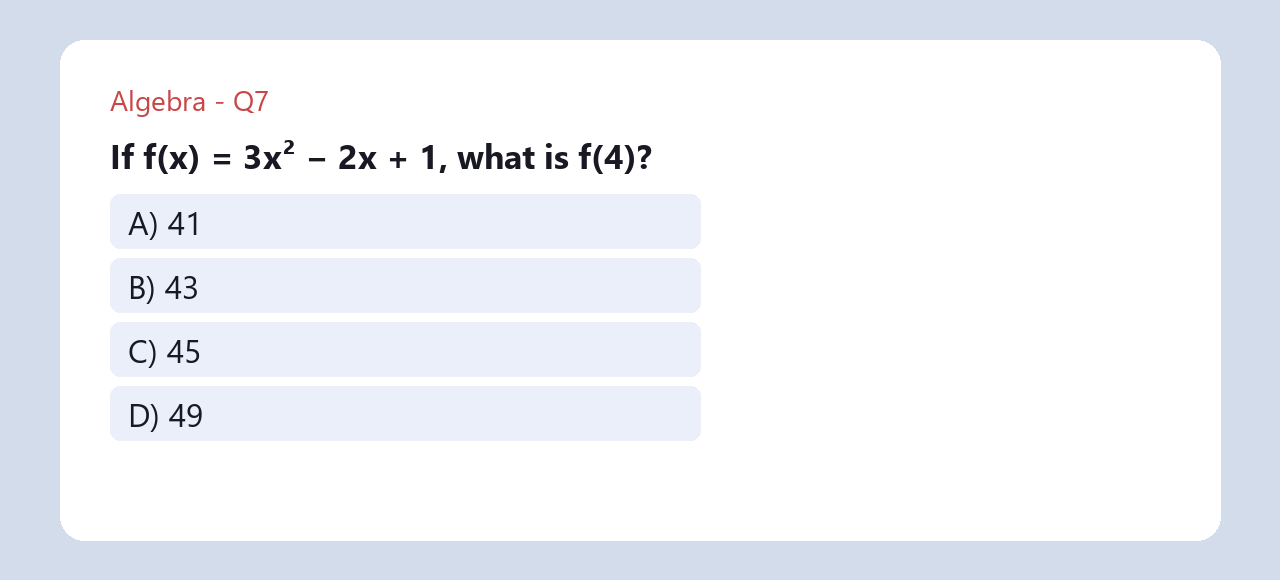 Algebra - Q7
If f(x) = 3x² − 2x + 1, what is f(4)?
A) 41
B) 43
C) 45
D) 49